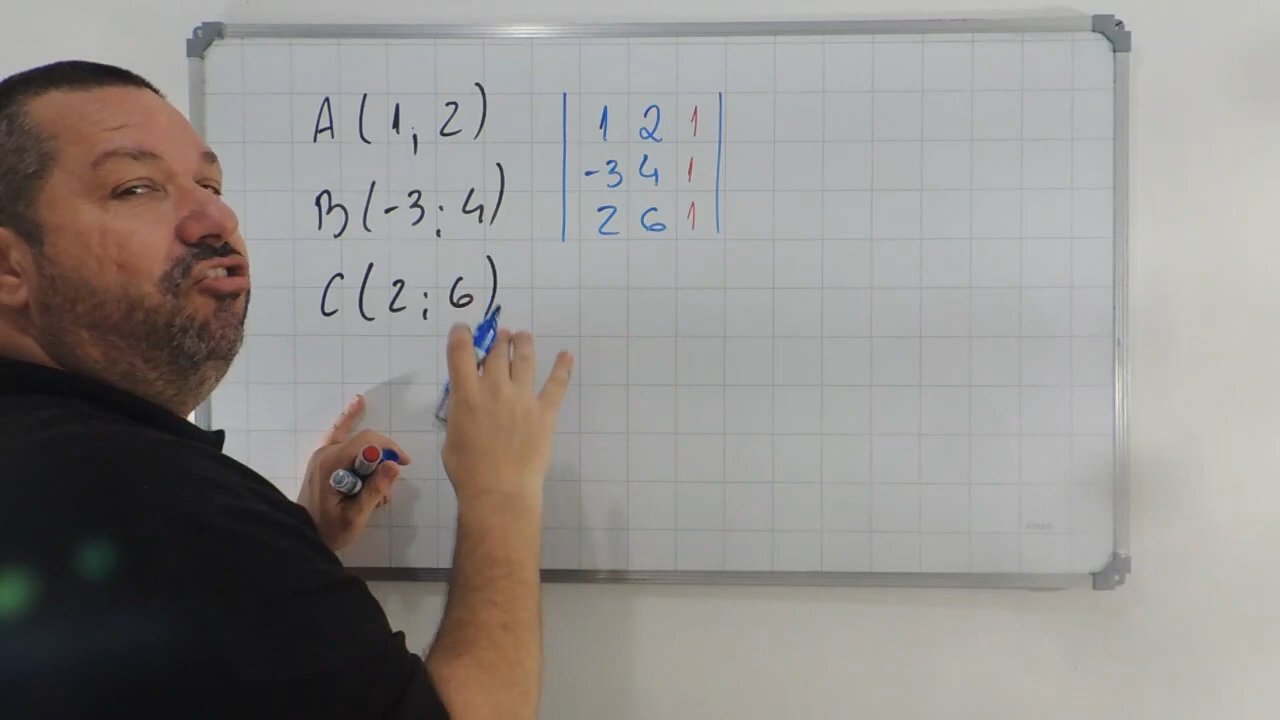 A(1; 2)
B(-3; 4)
C(2; 6)
1 2 1
-3 4 1
2 6 1